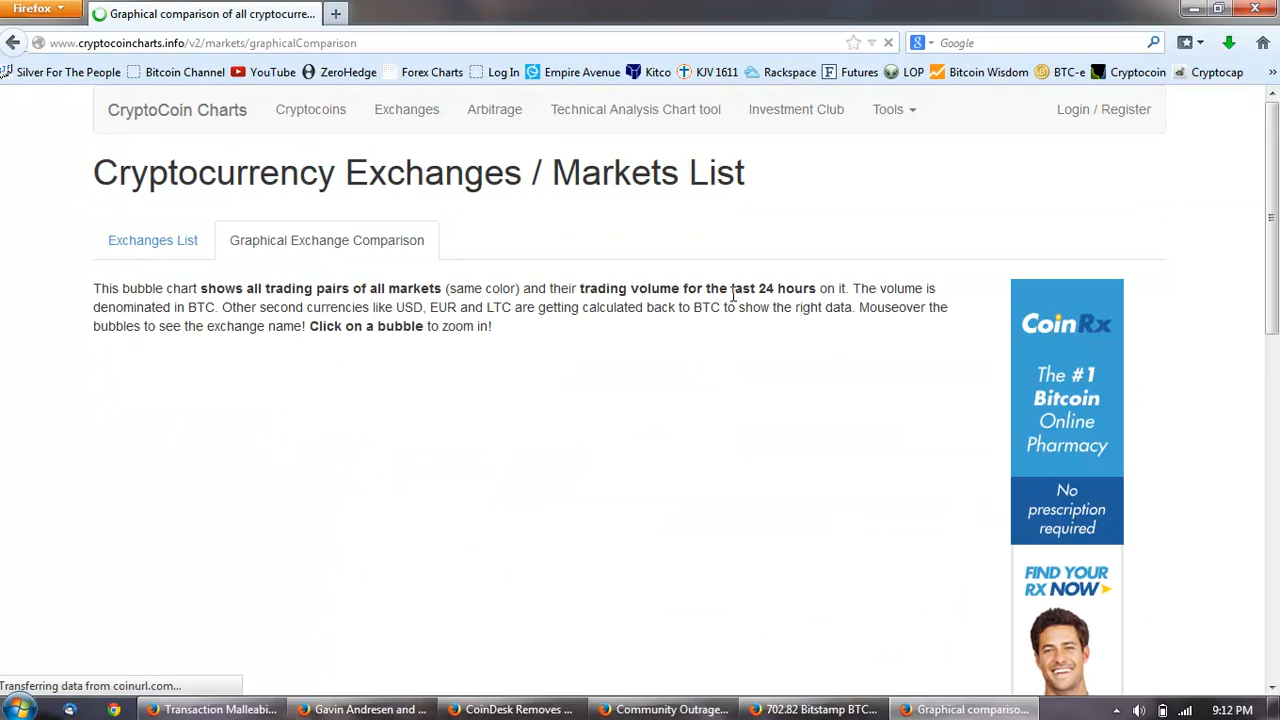 Firefox
Graphical comparison of all cryptocurre...
www.cryptocoincharts.info/v2/markets/graphicalComparison
Google
Silver For The People
Bitcoin Channel
YouTube
ZeroHedge
Forex Charts
Log In
Empire Avenue
Kitco
KJV 1611
Rackspace
Futures
LOP
Bitcoin Wisdom
BTC-e
Cryptocoin
Cryptocap
CryptoCoin Charts
Cryptocoins
Exchanges
Arbitrage
Technical Analysis Chart tool
Investment Club
Tools
Login / Register
Cryptocurrency Exchanges / Markets List
Exchanges List
Graphical Exchange Comparison
This bubble chart shows all trading pairs of all markets (same color) and their trading volume for the last 24 hours on it. The volume is
denominated in BTC. Other second currencies like USD, EUR and LTC are getting calculated back to BTC to show the right data. Mouseover the
bubbles to see the exchange name! Click on a bubble to zoom in!
CoinRx
The #1
Bitcoin
Online
Pharmacy
No
prescription
required
FIND YOUR
RX NOW
Transferring data from coinurl.com...
Transaction Malleabi...
Gavin Andresen and ...
CoinDesk Removes ...
Community Outrage...
702.82 Bitstamp BTC...
Graphical compariso...
9:12 PM